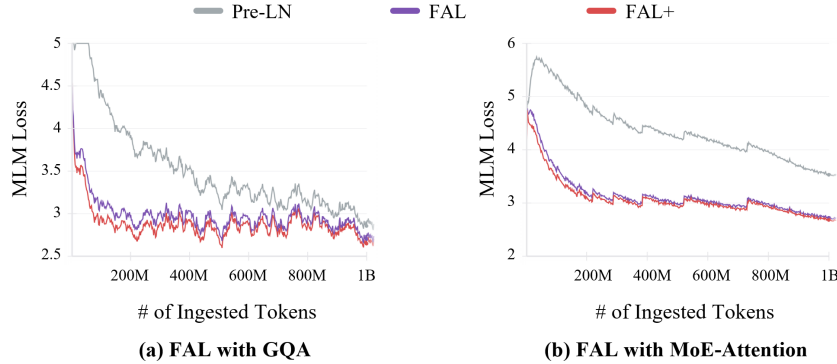 Pre-LN FAL FAL+
MLM Loss
5
4.5
4
3.5
3
2.5
200M 400M 600M 800M 1B
# of Ingested Tokens
(a) FAL with GQA
MLM Loss
6
5
4
3
2
200M 400M 600M 800M 1B
# of Ingested Tokens
(b) FAL with MoE-Attention